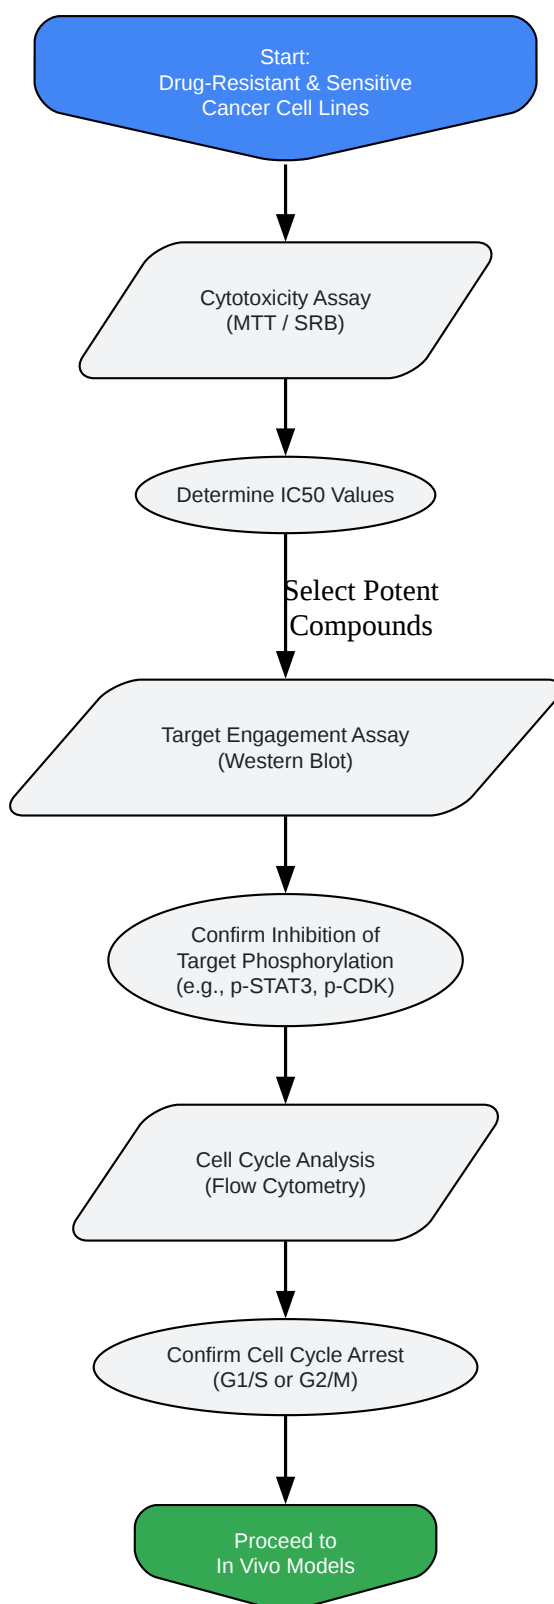 Start:
Drug-Resistant & Sensitive
Cancer Cell Lines
Cytotoxicity Assay
(MTT / SRB)
Determine IC50 Values
Select Potent
Compounds
Target Engagement Assay
(Western Blot)
Confirm Inhibition of
Target Phosphorylation
(e.g., p-STAT3, p-CDK)
Cell Cycle Analysis
(Flow Cytometry)
Confirm Cell Cycle Arrest
(G1/S or G2/M)
Proceed to
In Vivo Models